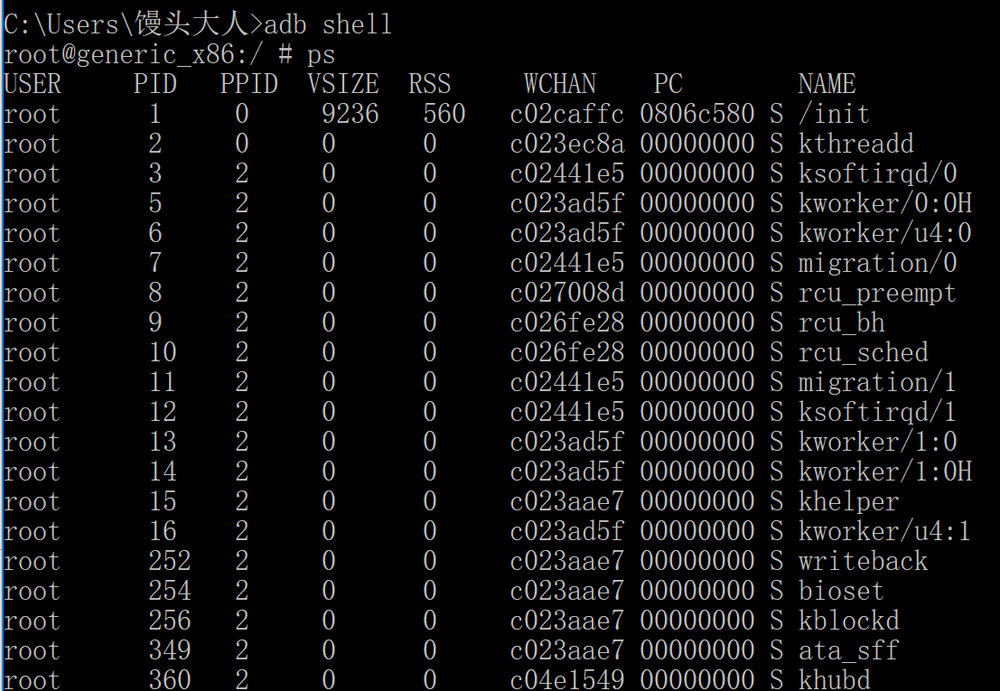 C:\Users\馒头大人>adb shell
root@generic_x86:/ # ps
USER     PID   PPID  VSIZE  RSS     WCHAN    PC        NAME
root      1     0     9236   560   c02caffc 0806c580 S /init
root      2     0     0      0     c023ec8a 00000000 S kthreadd
root      3     2     0      0     c02441e5 00000000 S ksoftirqd/0
root      5     2     0      0     c023ad5f 00000000 S kworker/0:0H
root      6     2     0      0     c023ad5f 00000000 S kworker/u4:0
root      7     2     0      0     c02441e5 00000000 S migration/0
root      8     2     0      0     c027008d 00000000 S rcu_preempt
root      9     2     0      0     c026fe28 00000000 S rcu_bh
root      10    2     0      0     c026fe28 00000000 S rcu_sched
root      11    2     0      0     c02441e5 00000000 S migration/1
root      12    2     0      0     c02441e5 00000000 S ksoftirqd/1
root      13    2     0      0     c023ad5f 00000000 S kworker/1:0
root      14    2     0      0     c023ad5f 00000000 S kworker/1:0H
root      15    2     0      0     c023aae7 00000000 S khelper
root      16    2     0      0     c023ad5f 00000000 S kworker/u4:1
root      252   2     0      0     c023aae7 00000000 S writeback
root      254   2     0      0     c023aae7 00000000 S bioset
root      256   2     0      0     c023aae7 00000000 S kblockd
root      349   2     0      0     c023aae7 00000000 S ata_sff
root      360   2     0      0     c04e1549 00000000 S khubd